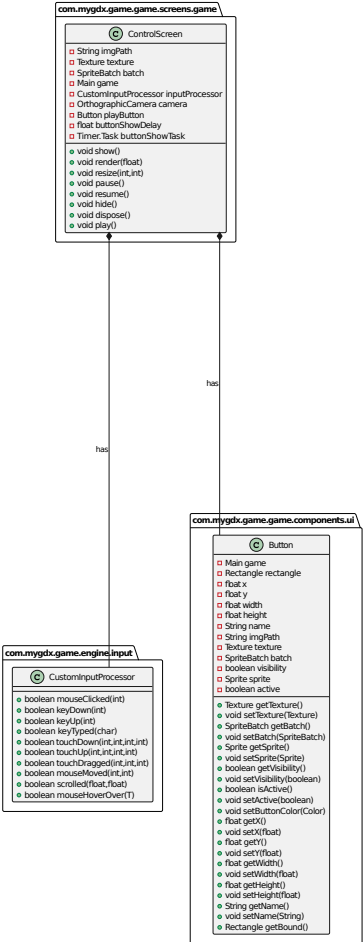 com.mygdx.game.game.screens.game
C ControlScreen
String imgPath
Texture texture
SpriteBatch batch
Main game
CustomInputProcessor inputProcessor
OrthographicCamera camera
Button playButton
float buttonShowDelay
Timer.Task buttonShowTask
void show()
void render(float)
void resize(int,int)
void pause()
void resume()
void hide()
void dispose()
void play()
has
has
com.mygdx.game.game.components.ui
C Button
Main game
Rectangle rectangle
float x
float y
float width
float height
String name
String imgPath
Texture texture
SpriteBatch batch
boolean visibility
Sprite sprite
boolean active
Texture getTexture()
void setTexture(Texture)
SpriteBatch getBatch()
void setBatch(SpriteBatch)
Sprite getSprite()
void setSprite(Sprite)
boolean getVisibility()
void setVisibility(boolean)
boolean isActive()
void setActive(boolean)
void setButtonColor(Color)
float getX()
void setX(float)
float getY()
void setY(float)
float getWidth()
void setWidth(float)
float getHeight()
void setHeight(float)
String getName()
void setName(String)
Rectangle getBound()
com.mygdx.game.engine.input
C CustomInputProcessor
boolean mouseClicked(int)
boolean keyDown(int)
boolean keyUp(int)
boolean keyTyped(char)
boolean touchDown(int,int,int,int)
boolean touchUp(int,int,int,int)
boolean touchDragged(int,int,int)
boolean mouseMoved(int,int)
boolean scrolled(float,float)
boolean mouseHoverOver(T)